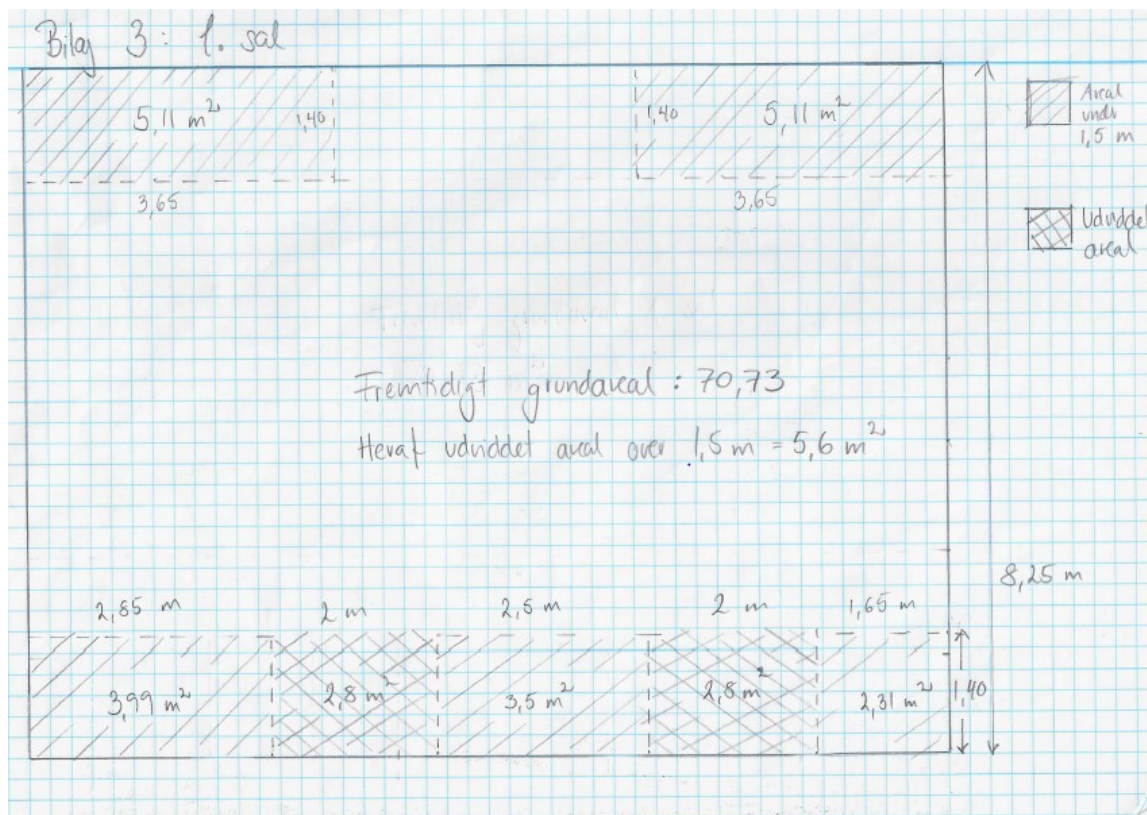 Bilag 3: 1. sal
5,11 m²
1,40
1,40
5,11 m²
Areal
under
1,5 m
3,65
3,65
Udviddet
areal
Fremtidigt grundareal : 70,73
Heraf udviddet areal over 1,5 m = 5,6 m²
8,25 m
2,85 m
2 m
2,5 m
2 m
1,65 m
3,99 m²
2,8 m²
3,5 m²
2,8 m²
2,31 m²
1,40